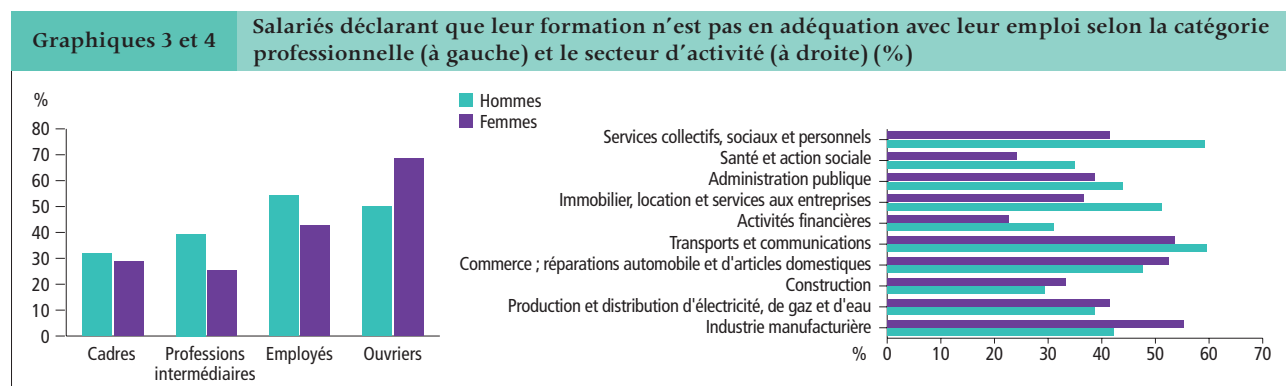 Graphiques 3 et 4
Salariés déclarant que leur formation n’est pas en adéquation avec leur emploi selon la catégorie
professionnelle (à gauche) et le secteur d’activité (à droite) (%)
%
80
70
60
50
40
30
20
10
0
Cadres
Professions
intermédiaires
Employés
Ouvriers
Hommes
Femmes
Services collectifs, sociaux et personnels
Santé et action sociale
Administration publique
Immobilier, location et services aux entreprises
Activités financières
Transports et communications
Commerce ; réparations automobile et d'articles domestiques
Construction
Production et distribution d'électricité, de gaz et d'eau
Industrie manufacturière
% 0 10 20 30 40 50 60 70